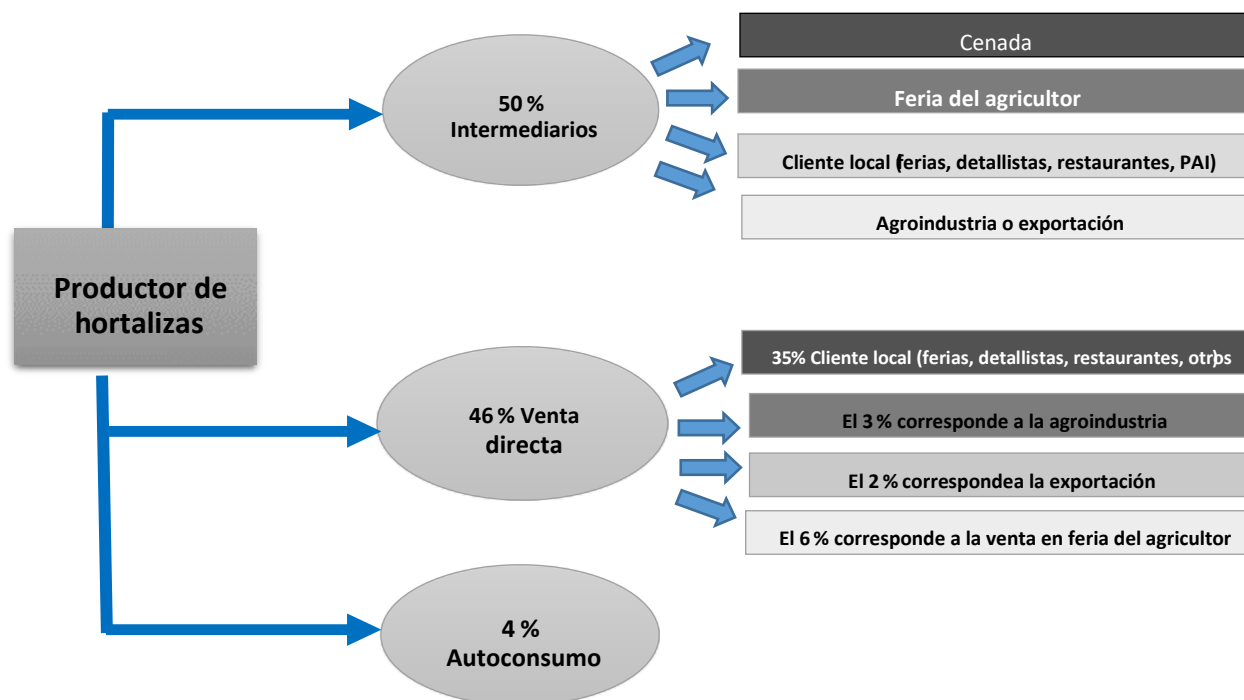 Cenada
50 %
Intermediarios
Feria del agricultor
Cliente local (ferias, detallistas, restaurantes, PAI)
Agroindustria o exportación
Productor de
hortalizas
35% Cliente local (ferias, detallistas, restaurantes, otros)
46 % Venta
directa
El 3 % corresponde a la agroindustria
El 2 % correspondea la exportación
El 6 % corresponde a la venta en feria del agricultor
4 %
Autoconsumo